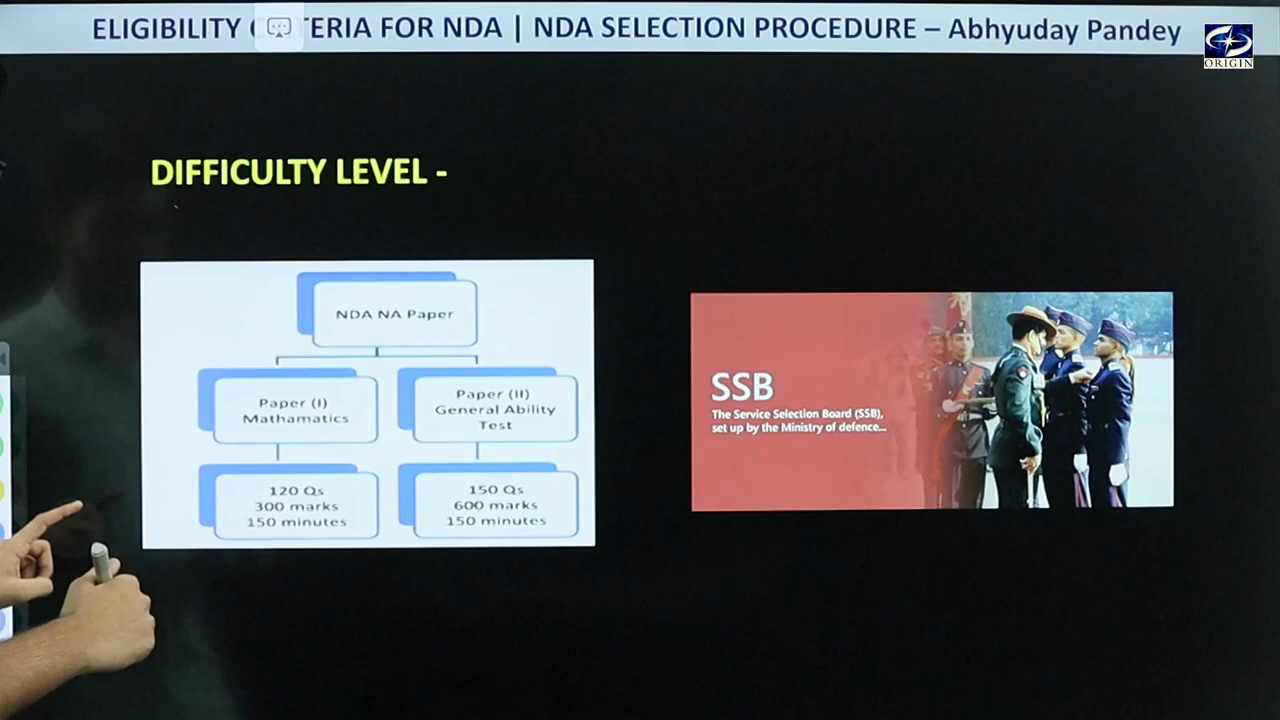 ELIGIBILITY C TERIA FOR NDA | NDA SELECTION PROCEDURE – Abhyuday Pandey
ORIGIN
DIFFICULTY LEVEL -
NDA NA Paper
Paper (I)
Mathamatics
Paper (II)
General Ability
Test
120 Qs
300 marks
150 minutes
150 Qs
600 marks
150 minutes
SSB
The Service Selection Board (SSB),
set up by the Ministry of defence...